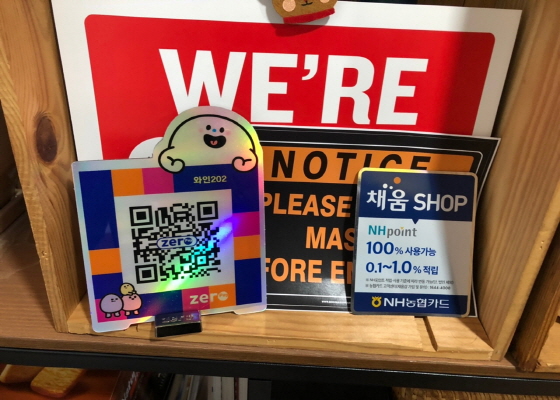 WE'RE
NOTICE
PLEASE
MAS
FORE EN
와인202
zero
zero
채움 SHOP
NHpoint
100% 사용가능
0.1~1.0% 적립
NH농협카드